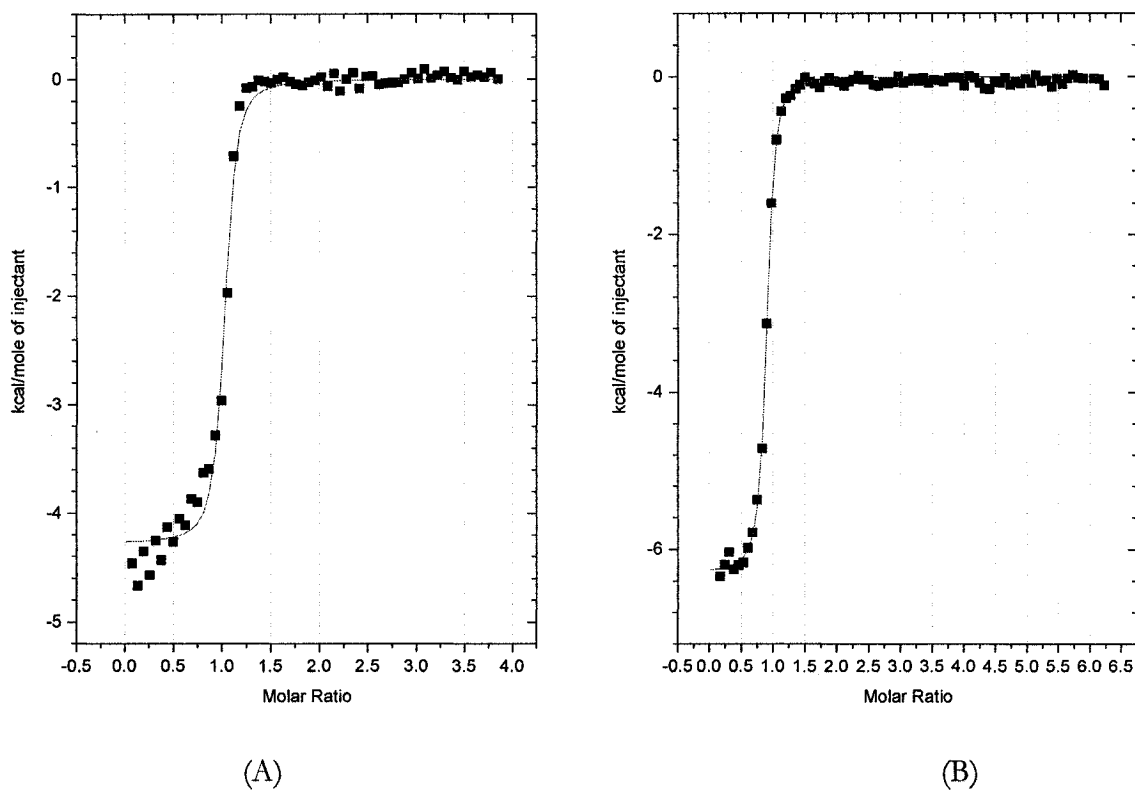 0
-1
-2
-3
-4
-5
kcal/mole of injectant
-0.5 0.0 0.5 1.0 1.5 2.0 2.5 3.0 3.5 4.0
Molar Ratio
(A)
0
-2
-4
-6
kcal/mole of injectant
-0.5 0.0 0.5 1.0 1.5 2.0 2.5 3.0 3.5 4.0 4.5 5.0 5.5 6.0 6.5
Molar Ratio
(B)